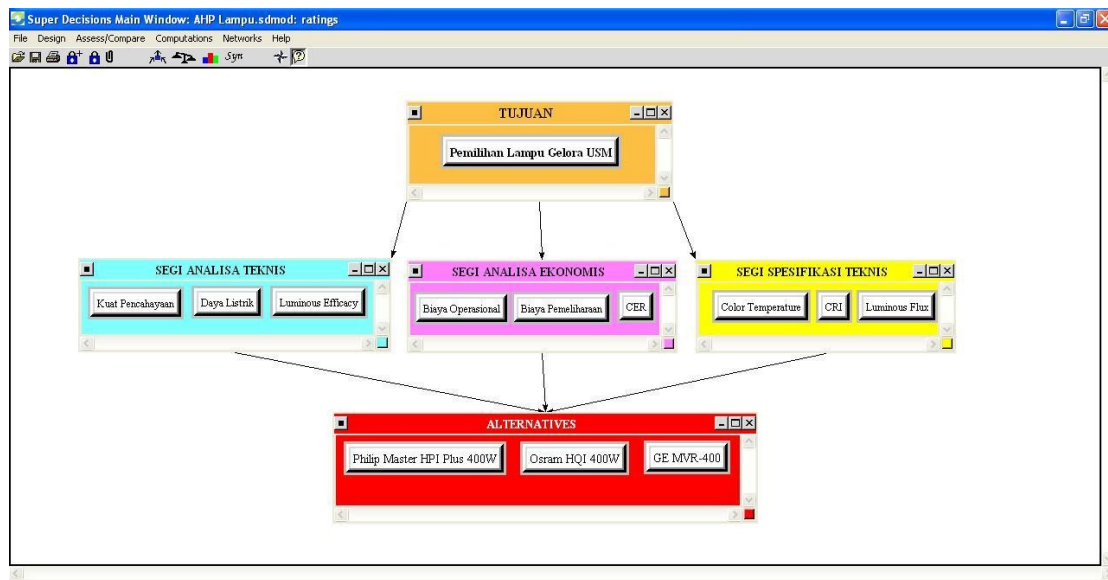 Super Decisions Main Window: AHP Lampu.sdmod: ratings
File Design Assess/Compare Computations Networks Help
Syn
TUJUAN
Pemilihan Lampu Gelora USM
SEGI ANALISA TEKNIS
Kuat Pencahayaan Daya Listrik Luminous Efficacy
SEGI ANALISA EKONOMIS
Biaya Operasional Biaya Pemeliharaan CER
SEGI SPESIFIKASI TEKNIS
Color Temperature CRI Luminous Flux
ALTERNATIVES
Philip Master HPI Plus 400W Osram HQI 400W GE MVR-400